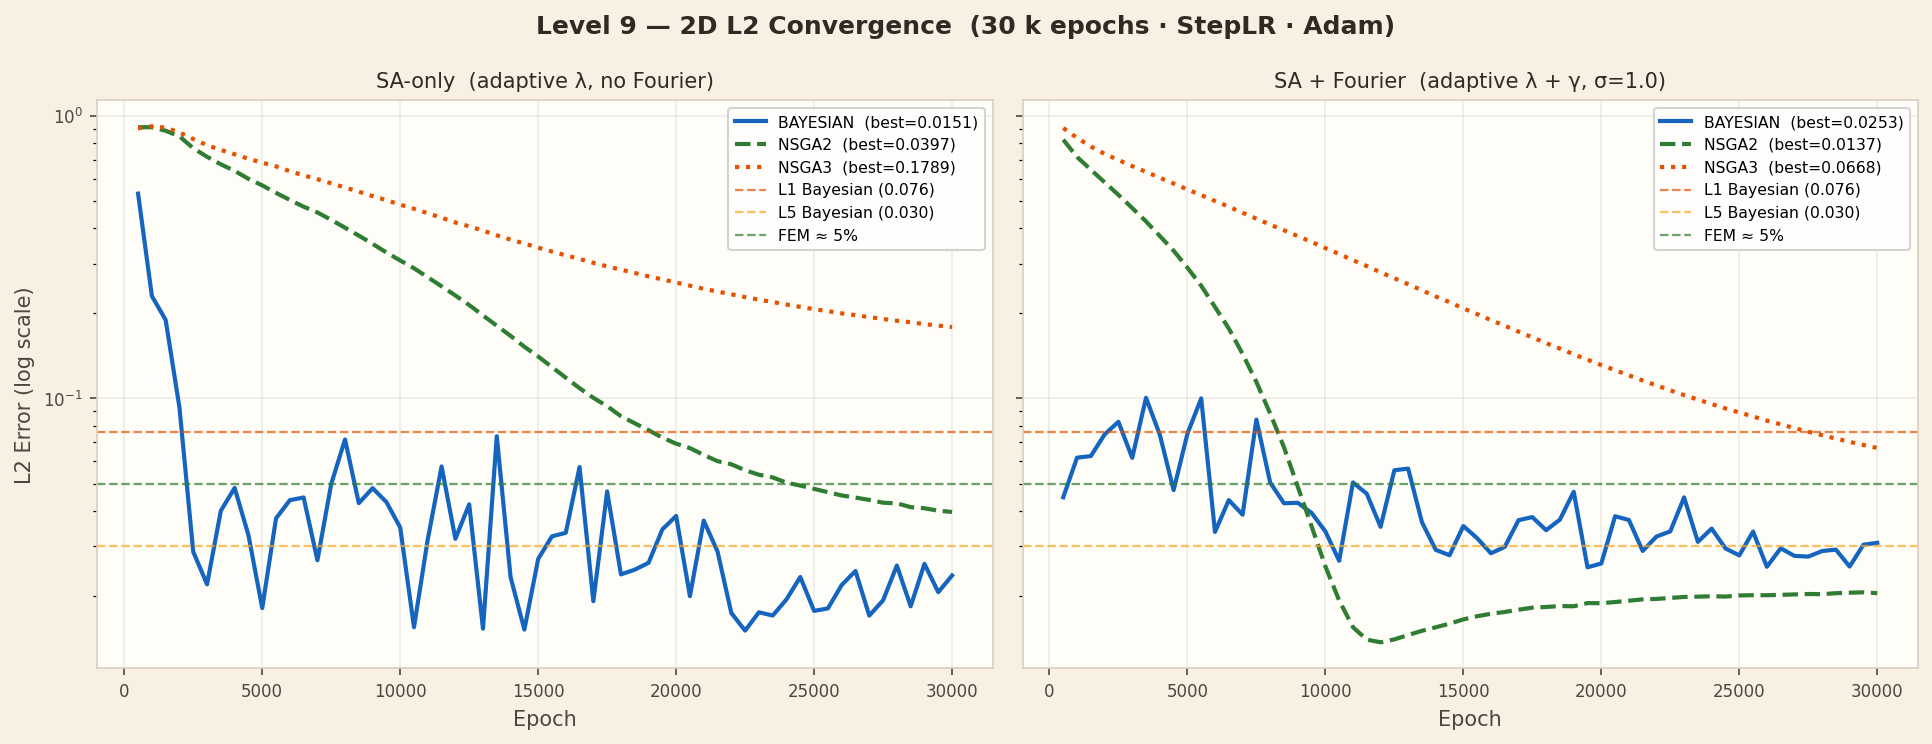 Level 9 — 2D L2 Convergence  (30 k epochs · StepLR · Adam)
SA-only  (adaptive λ, no Fourier)
10⁰
10⁻¹
L2 Error (log scale)
BAYESIAN  (best=0.0151)
NSGA2  (best=0.0397)
NSGA3  (best=0.1789)
L1 Bayesian (0.076)
L5 Bayesian (0.030)
FEM ≈ 5%
0 5000 10000 15000 20000 25000 30000
Epoch
SA + Fourier  (adaptive λ + γ, σ=1.0)
BAYESIAN  (best=0.0253)
NSGA2  (best=0.0137)
NSGA3  (best=0.0668)
L1 Bayesian (0.076)
L5 Bayesian (0.030)
FEM ≈ 5%
0 5000 10000 15000 20000 25000 30000
Epoch